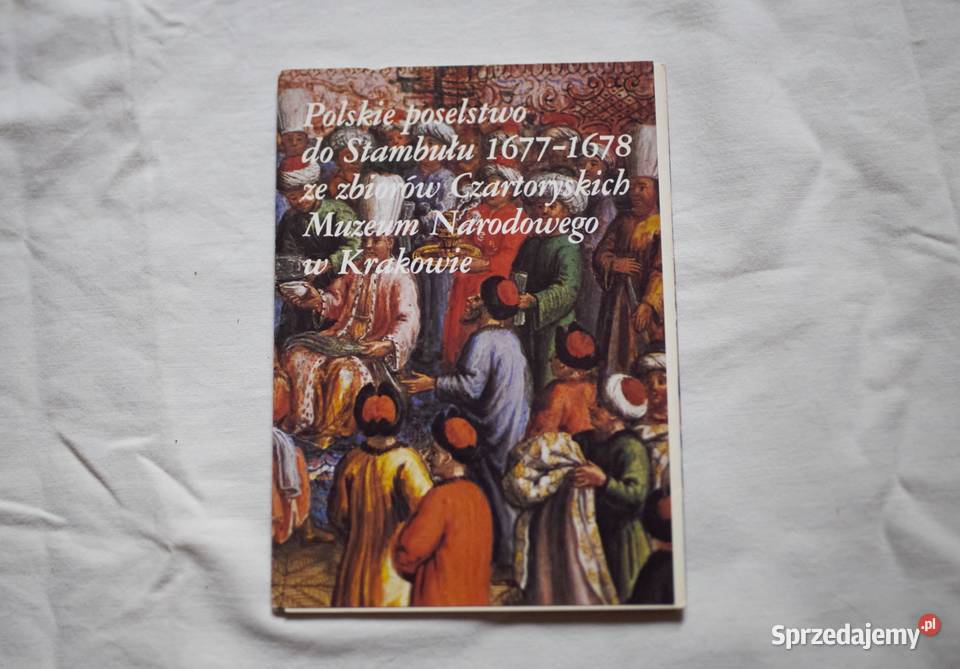 Polskie poselstwo
do Stambułu 1677-1678
ze zbiorów Czartoryskich
Muzeum Narodowego
w Krakowie
Sprzedajemy.pl